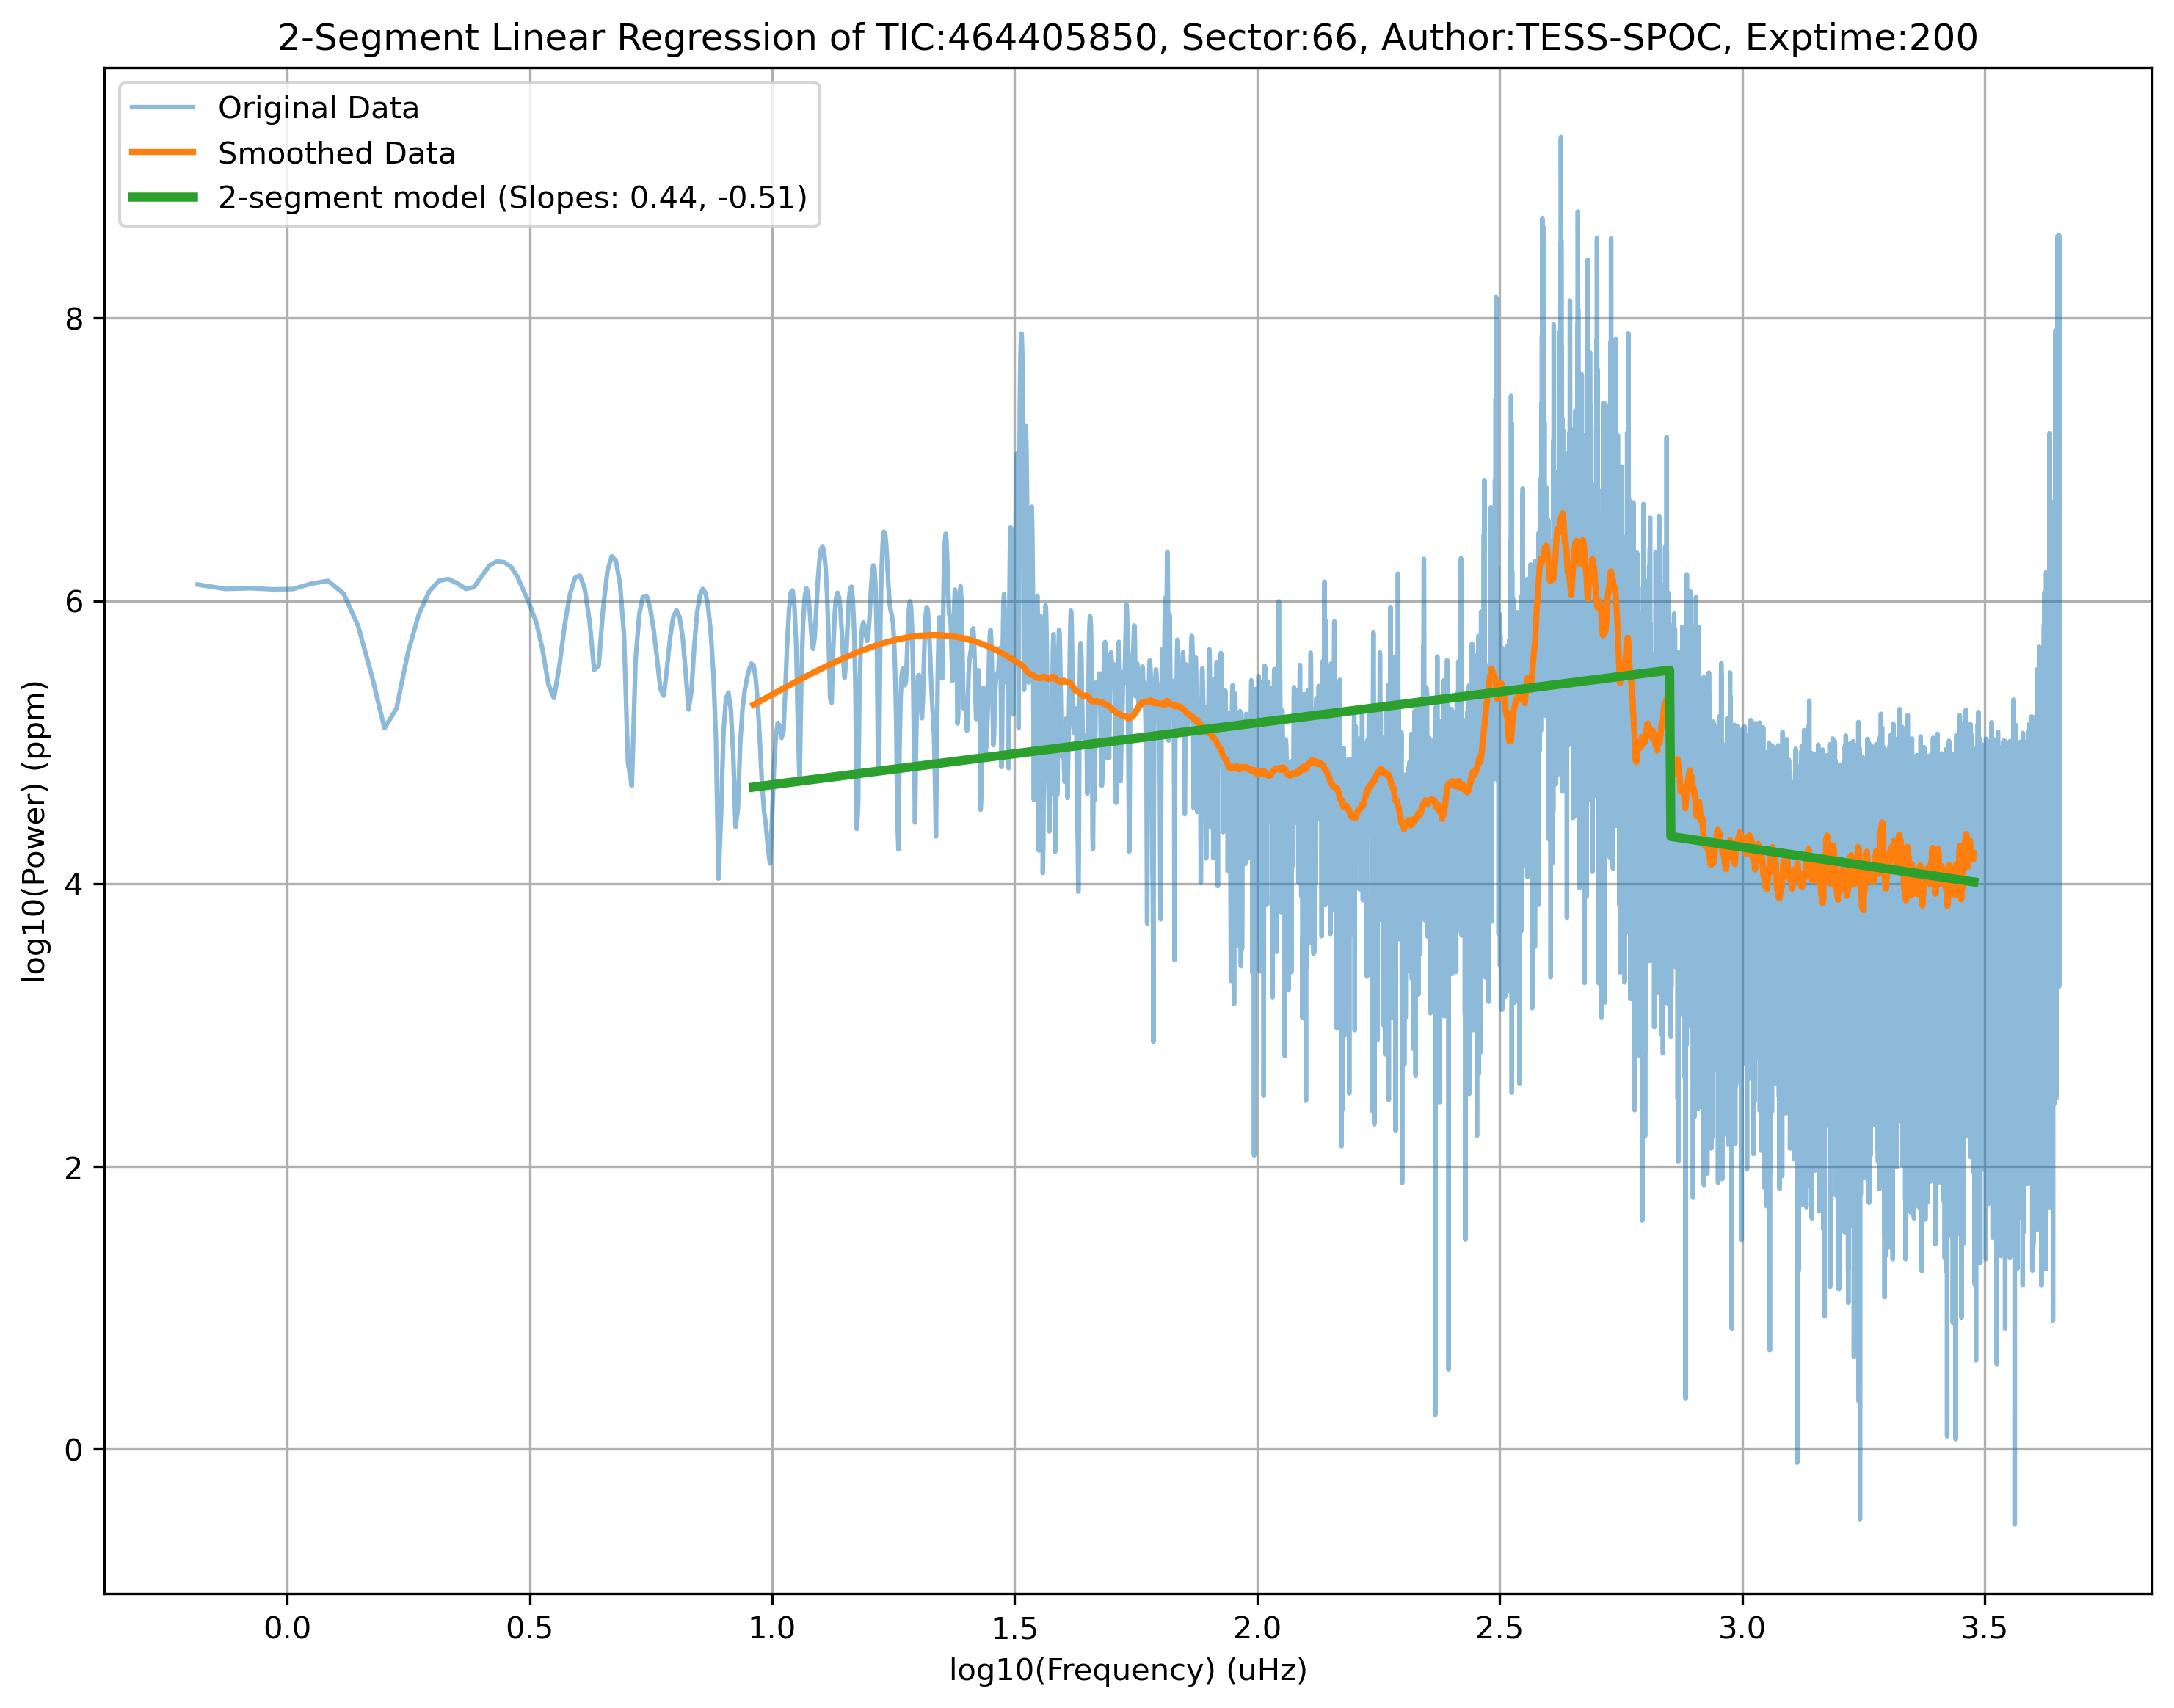 2-Segment Linear Regression of TIC:464405850, Sector:66, Author:TESS-SPOC, Exptime:200
Original Data
Smoothed Data
2-segment model (Slopes: 0.44, -0.51)
log10(Power) (ppm)
8
6
4
2
0
0.0 0.5 1.0 1.5 2.0 2.5 3.0 3.5
log10(Frequency) (uHz)